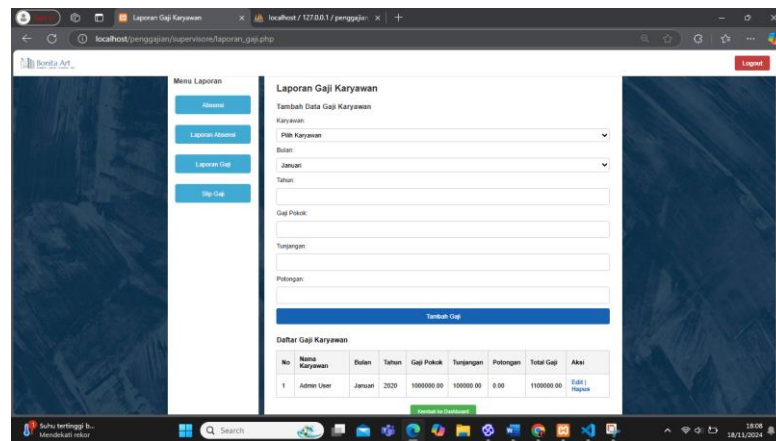 Laporan Gaji Karyawan
localhost / 127.0.0.1 / penggajian
localhost/penggajian/supervisore/laporan_gaji.php
Bonita Art
Logout
Menu Laporan
Absensi
Laporan Absensi
Laporan Gaji
Slip Gaji
Laporan Gaji Karyawan
Tambah Data Gaji Karyawan
Karyawan:
Pilih Karyawan
Bulan:
Januari
Tahun:
Gaji Pokok:
Tunjangan:
Potongan:
Tambah Gaji
Daftar Gaji Karyawan
No Nama Karyawan Bulan Tahun Gaji Pokok Tunjangan Potongan Total Gaji Aksi
1 Admin User Januari 2020 1000000.00 100000.00 0.00 1100000.00 Edit | Hapus
Kembali ke Dashboard
Suhu tertinggi b...
Mendekati rekor
Search
18:08
18/11/2024